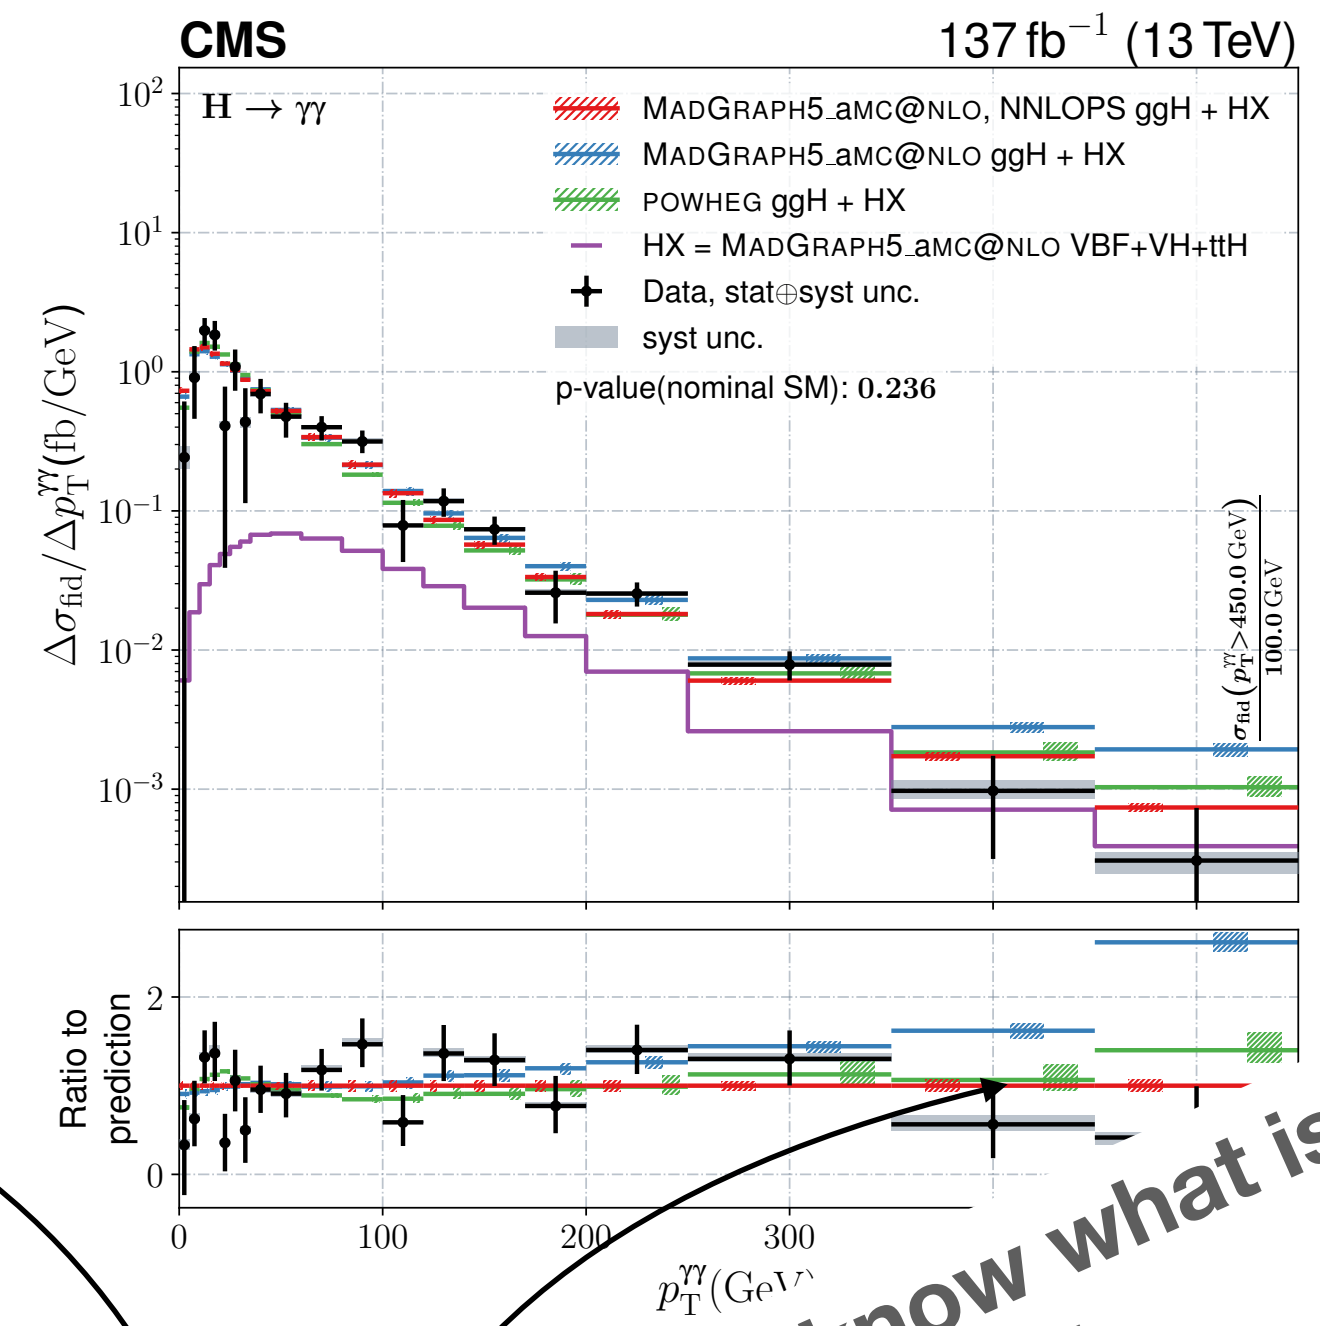 CMS 137 fb⁻¹ (13 TeV)
H → γγ
MADGRAPH5_aMC@NLO, NNLOPS ggH + HX
MADGRAPH5_aMC@NLO ggH + HX
POWHEG ggH + HX
HX = MADGRAPH5_aMC@NLO VBF+VH+ttH
Data, stat⊕syst unc.
syst unc.
p-value(nominal SM): 0.236
10²
10¹
10⁰
10⁻¹
10⁻²
10⁻³
Δσfid/Δp_T^γγ(fb/GeV)
σfid(p_T^γγ>450.0 GeV)
100.0 GeV
Ratio to
prediction
2
0
0 100 200 300
p_T^γγ(GeV)
know what is